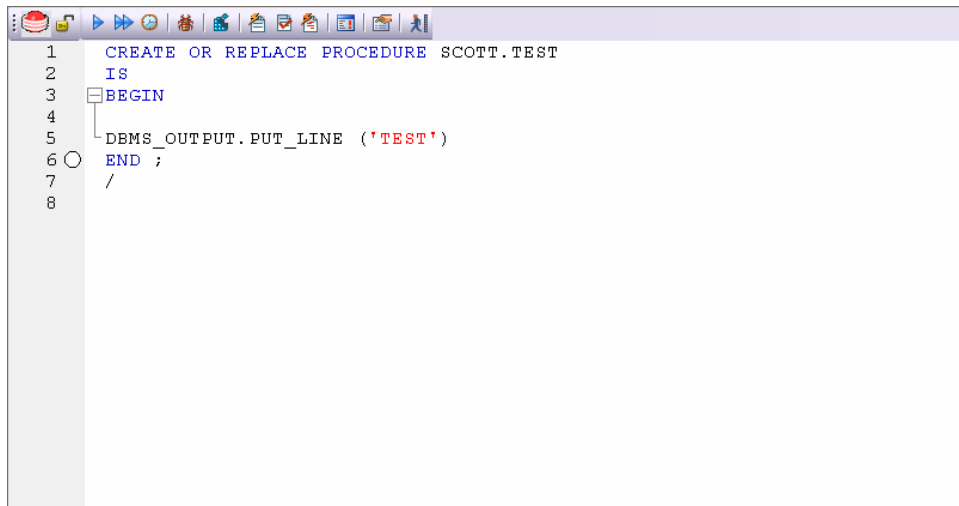 1 CREATE OR REPLACE PROCEDURE SCOTT.TEST
2 IS
3 BEGIN
4
5 DBMS_OUTPUT.PUT_LINE ('TEST')
6 END ;
7 /
8